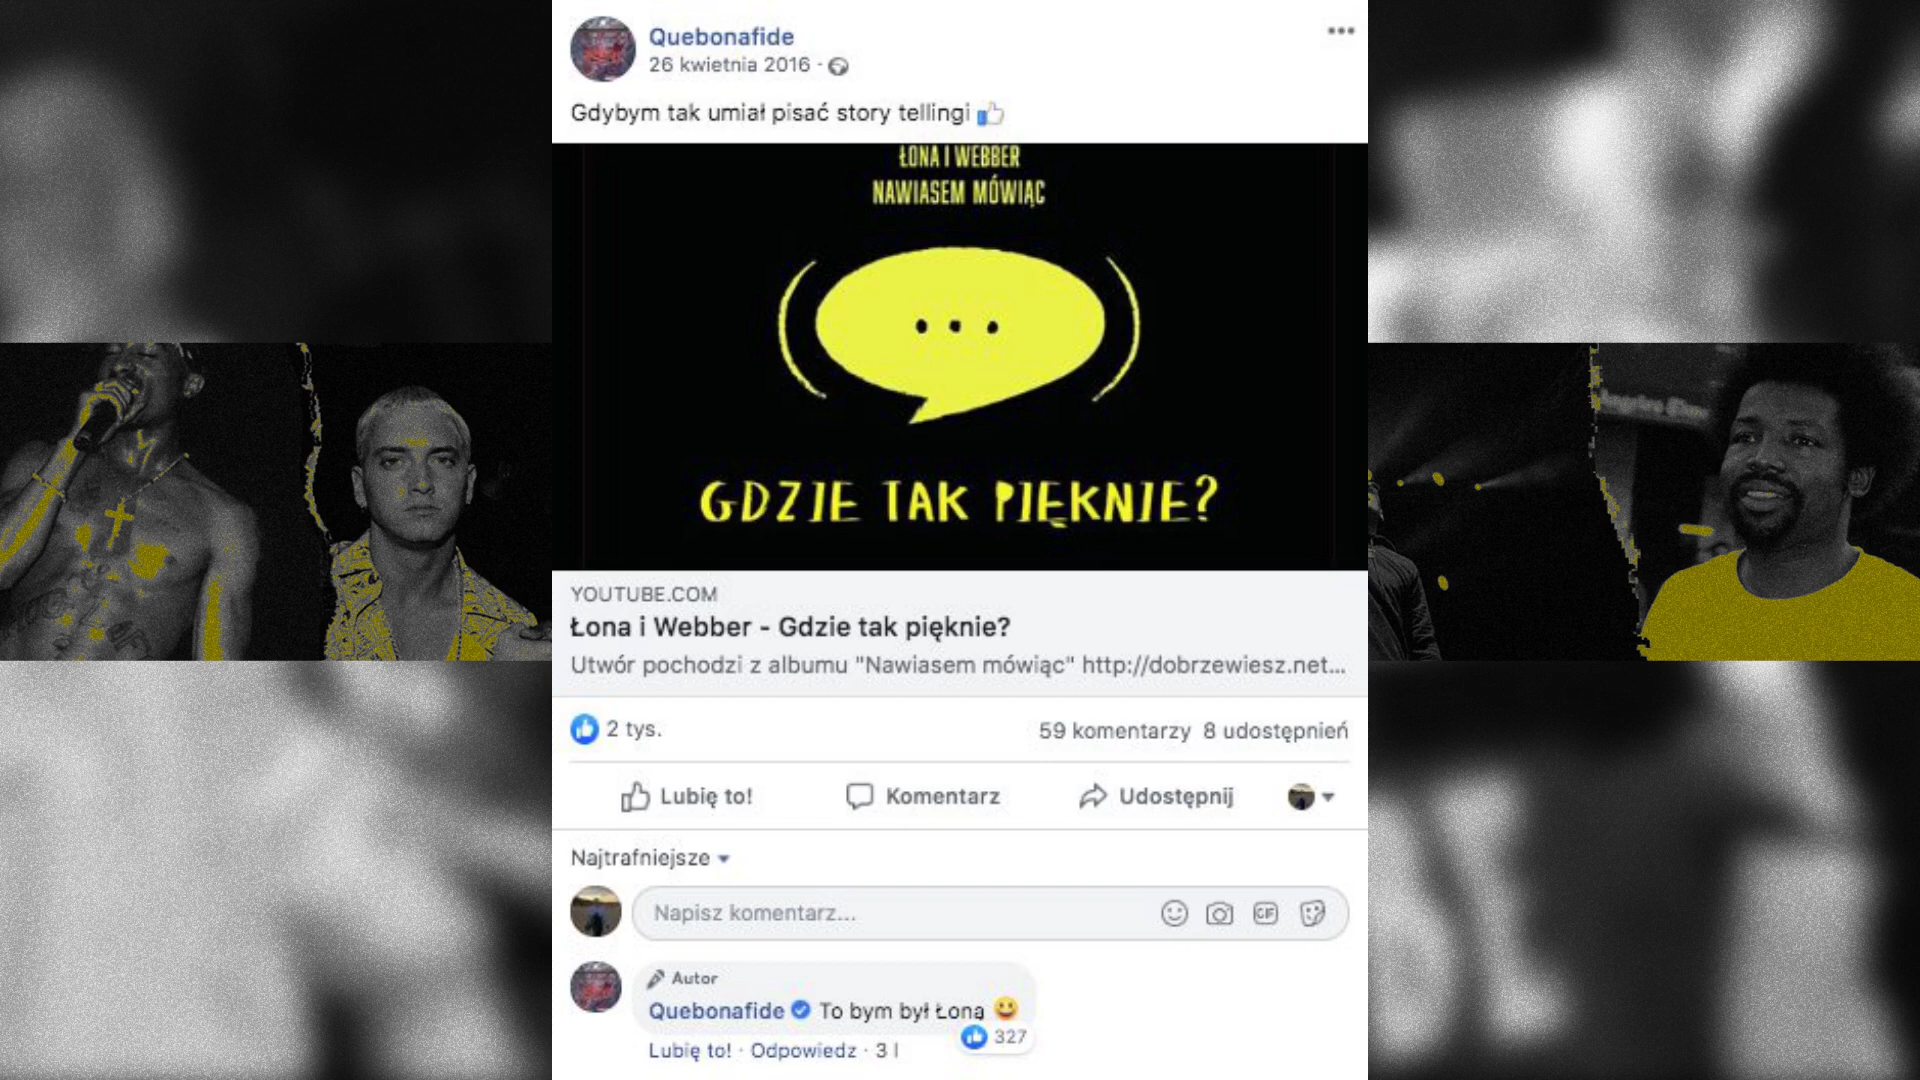 Quebonafide
26 kwietnia 2016 ·
Gdybym tak umiał pisać story tellingi 👍
ŁONA I WEBBER
NAWIASEM MÓWIĄC
GDZIE TAK PIĘKNIE?
YOUTUBE.COM
Łona i Webber - Gdzie tak pięknie?
Utwór pochodzi z albumu "Nawiasem mówiąc" http://dobrzewiesz.net...
2 tys.
59 komentarzy 8 udostępnień
Lubię to! Komentarz Udostępnij
Najtrafniejsze
Napisz komentarz...
GIF
Autor
Quebonafide To bym był Łoną 😀
327
Lubię to! · Odpowiedz · 3 l